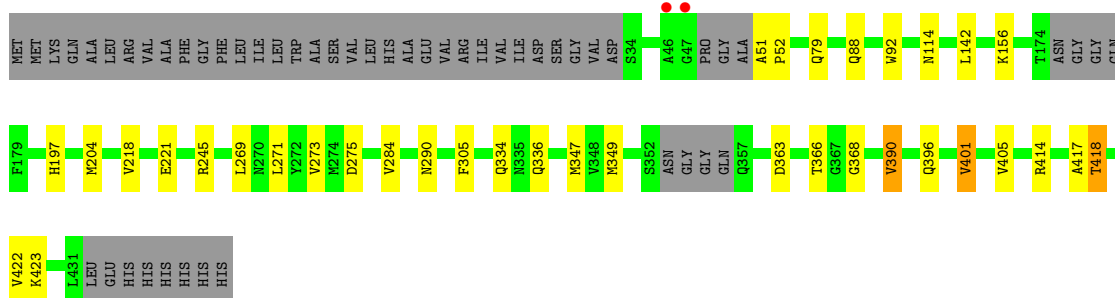 MET MET LYS GLN ALA LEU ARG VAL ALA PHE GLY PHE LEU ILE LEU TRP ALA SER VAL LEU HIS ALA GLU VAL ARG ILE VAL ILE ASP SER GLY VAL ASP S34 A46 G47 PRO GLY ALA A51 P52 Q79 Q88 W92 N114 L142 K156 T174 ASN GLY GLY GLN
F179 H197 M204 V218 E221 R245 L269 N270 L271 Y272 V273 M274 D275 V284 N290 F305 Q334 N335 Q336 M347 V348 M349 S352 ASN GLY GLY GLN Q357 D363 T366 G367 G368 V390 Q396 V401 V405 R414 A417 T418
V422 K423 L431 LEU GLU HIS HIS HIS HIS HIS HIS